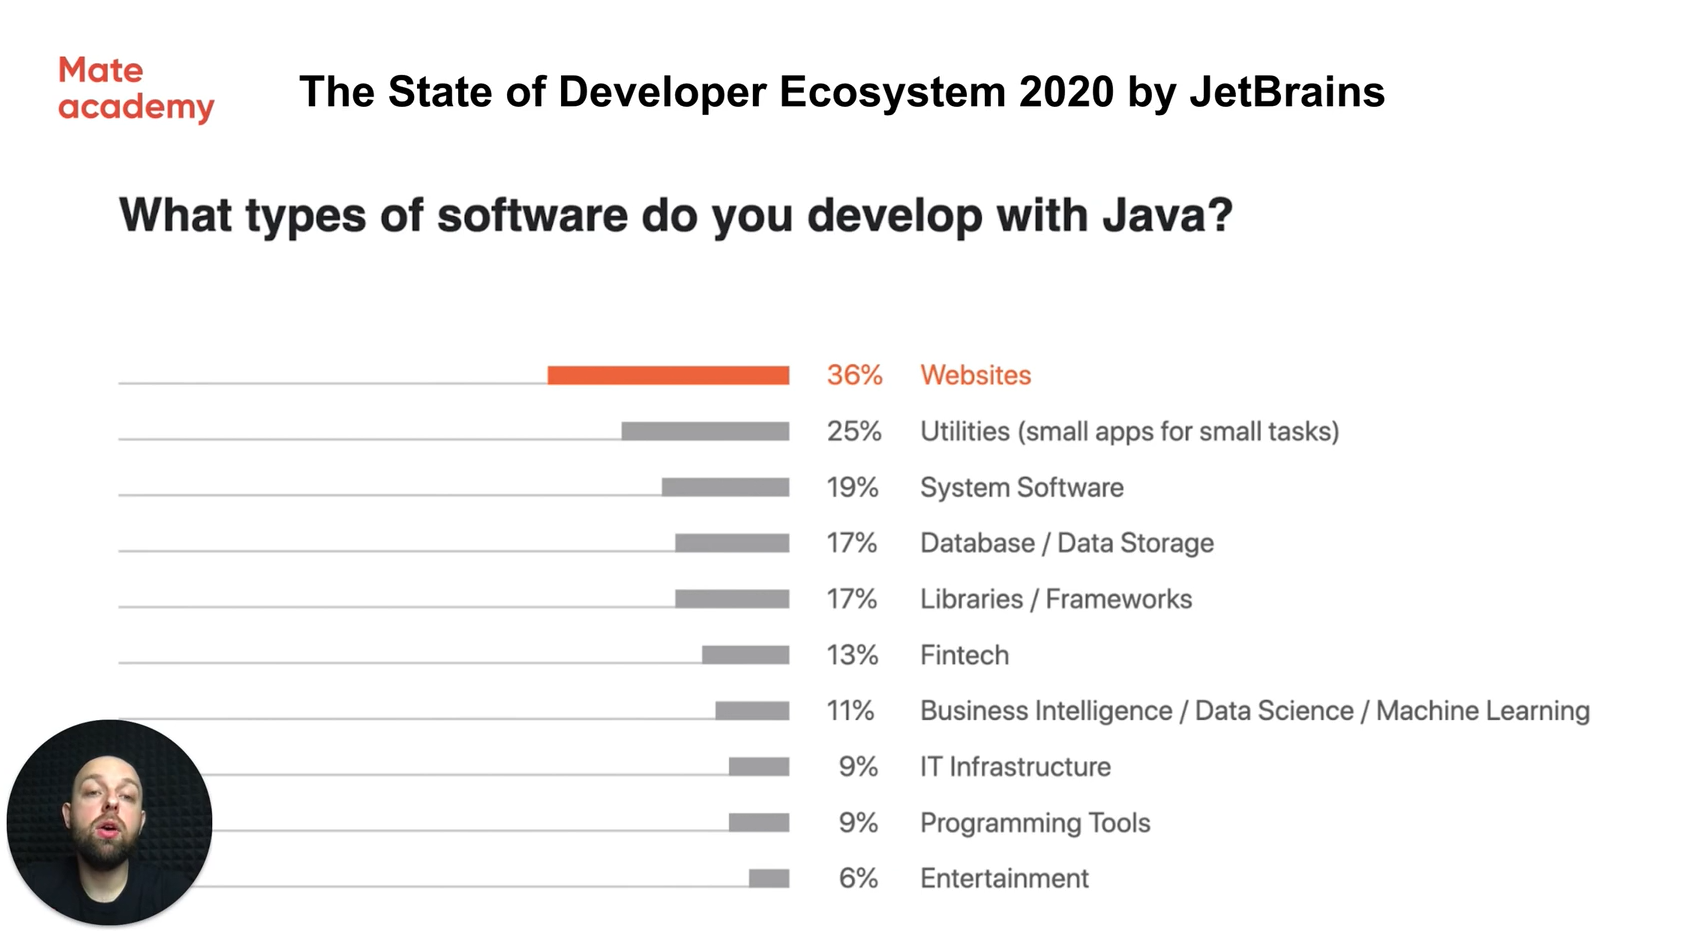 Mate
academy
The State of Developer Ecosystem 2020 by JetBrains
What types of software do you develop with Java?
36% Websites
25% Utilities (small apps for small tasks)
19% System Software
17% Database / Data Storage
17% Libraries / Frameworks
13% Fintech
11% Business Intelligence / Data Science / Machine Learning
9% IT Infrastructure
9% Programming Tools
6% Entertainment